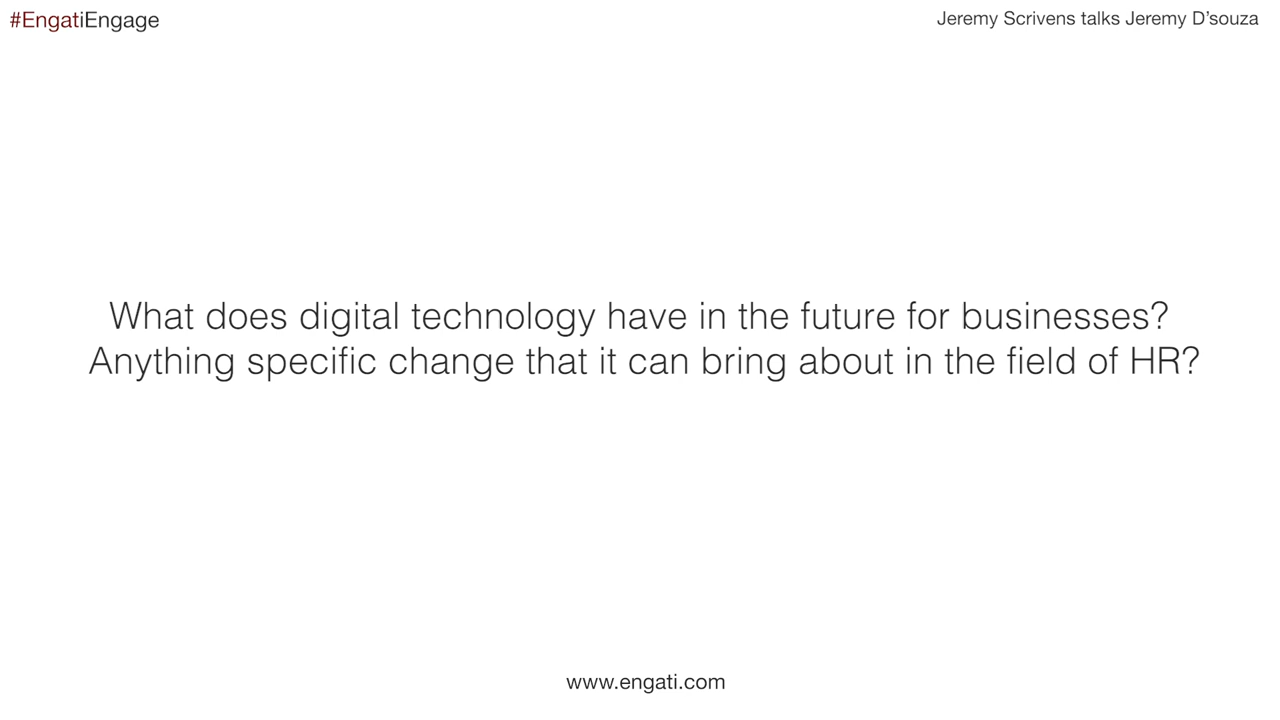 #EngatiEngage
Jeremy Scrivens talks Jeremy D'souza
What does digital technology have in the future for businesses?
Anything specific change that it can bring about in the field of HR?
www.engati.com